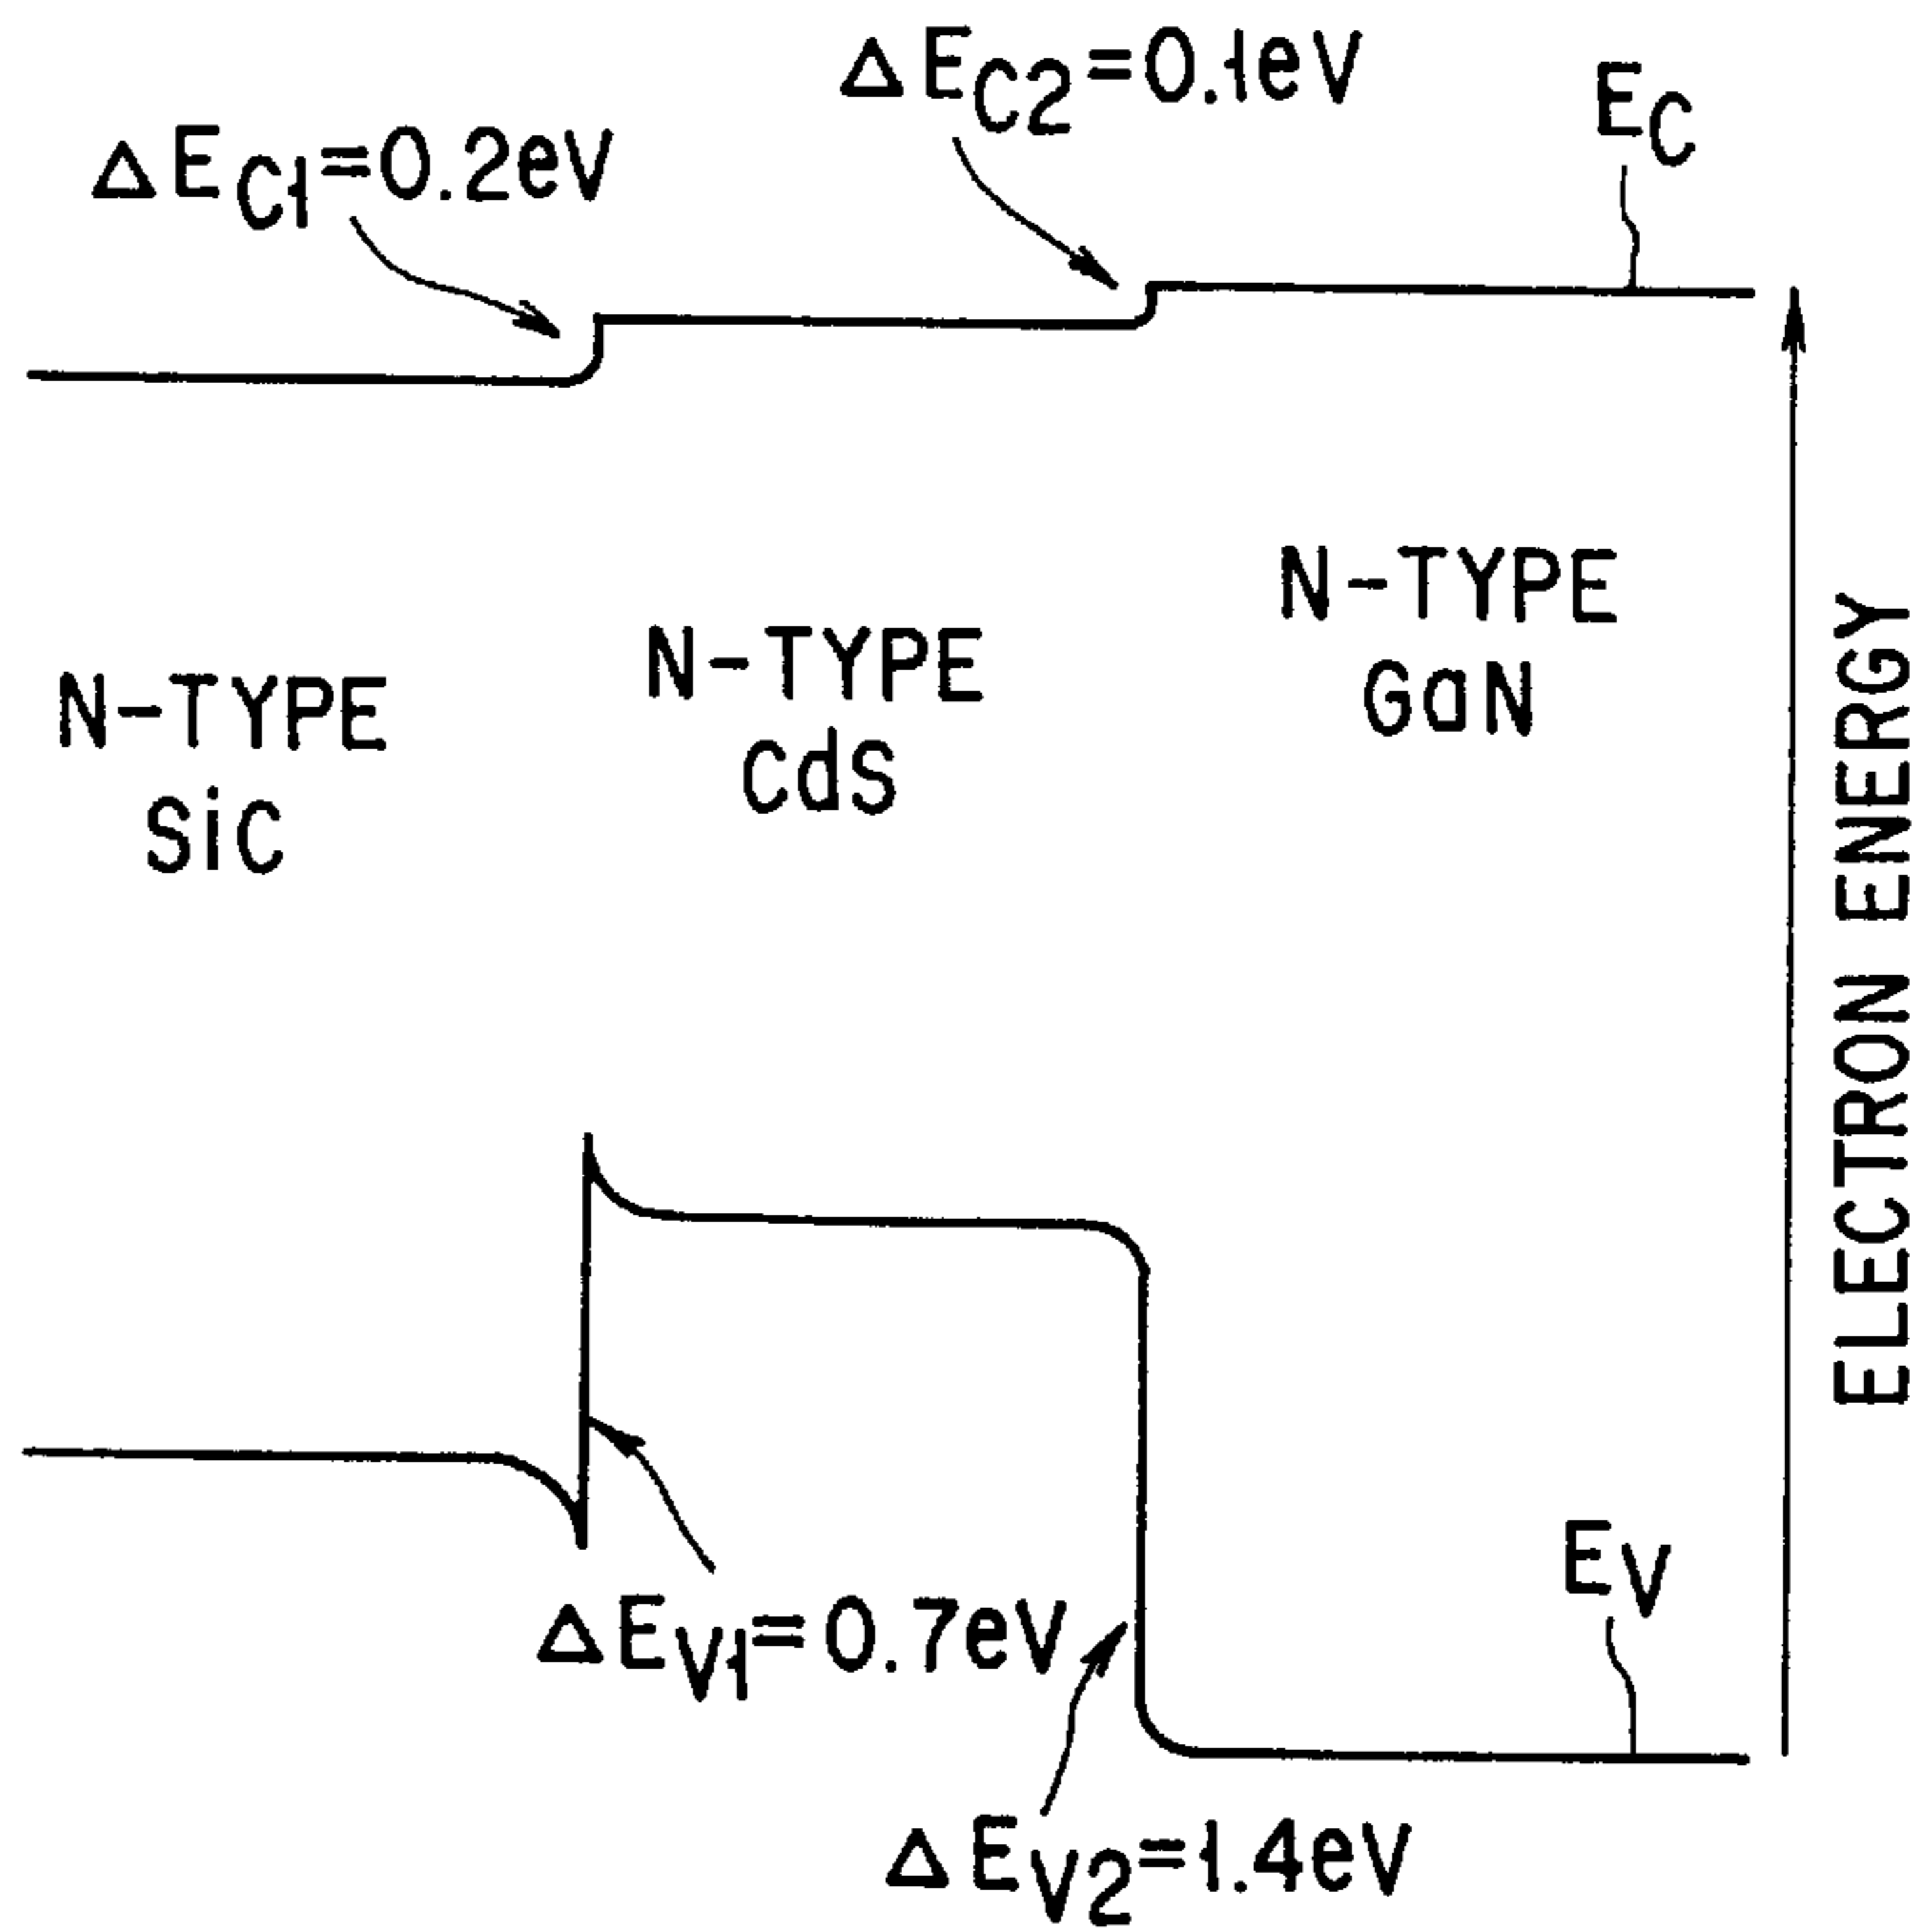 ΔEC2=0.1eV
EC
ΔEC1=0.2eV
N-TYPE
GaN
N-TYPE
CdS
N-TYPE
SiC
ELECTRON ENERGY
EV
ΔEV1=0.7eV
ΔEV2=1.4eV